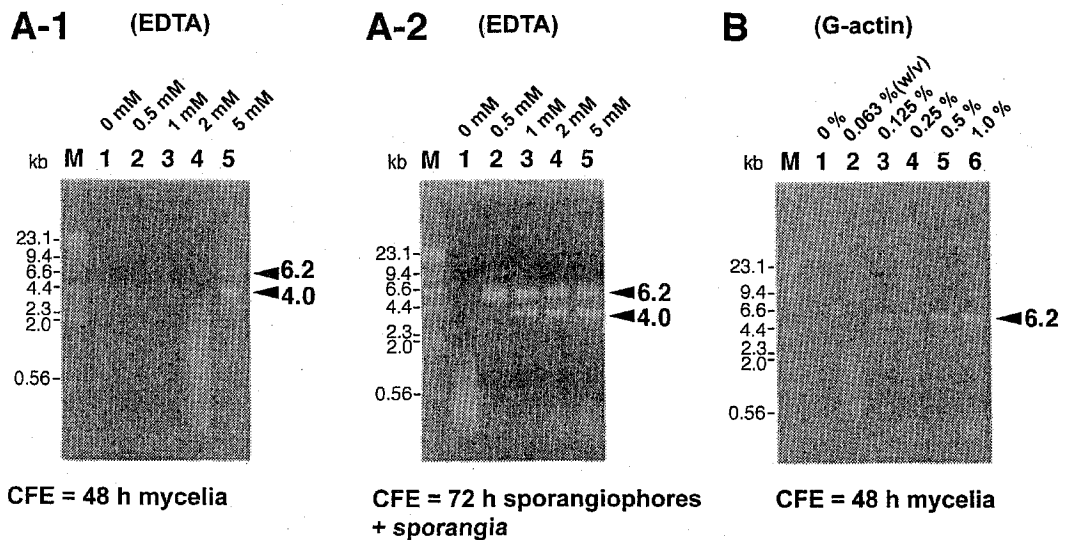 A-1 (EDTA)
0 mM 0.5 mM 1 mM 2 mM 5 mM
kb M 1 2 3 4 5
23.1-
9.4-
6.6-
4.4-
2.3-
2.0-
0.56-
6.2
4.0
CFE = 48 h mycelia
A-2 (EDTA)
0 mM 0.5 mM 1 mM 2 mM 5 mM
kb M 1 2 3 4 5
23.1-
9.4-
6.6-
4.4-
2.3-
2.0-
0.56-
6.2
4.0
CFE = 72 h sporangiophores
+ sporangia
B (G-actin)
0 % 0.063 %(w/v) 0.125 % 0.25 % 0.5 % 1.0 %
kb M 1 2 3 4 5 6
23.1-
9.4-
6.6-
4.4-
2.3-
2.0-
0.56-
6.2
CFE = 48 h mycelia